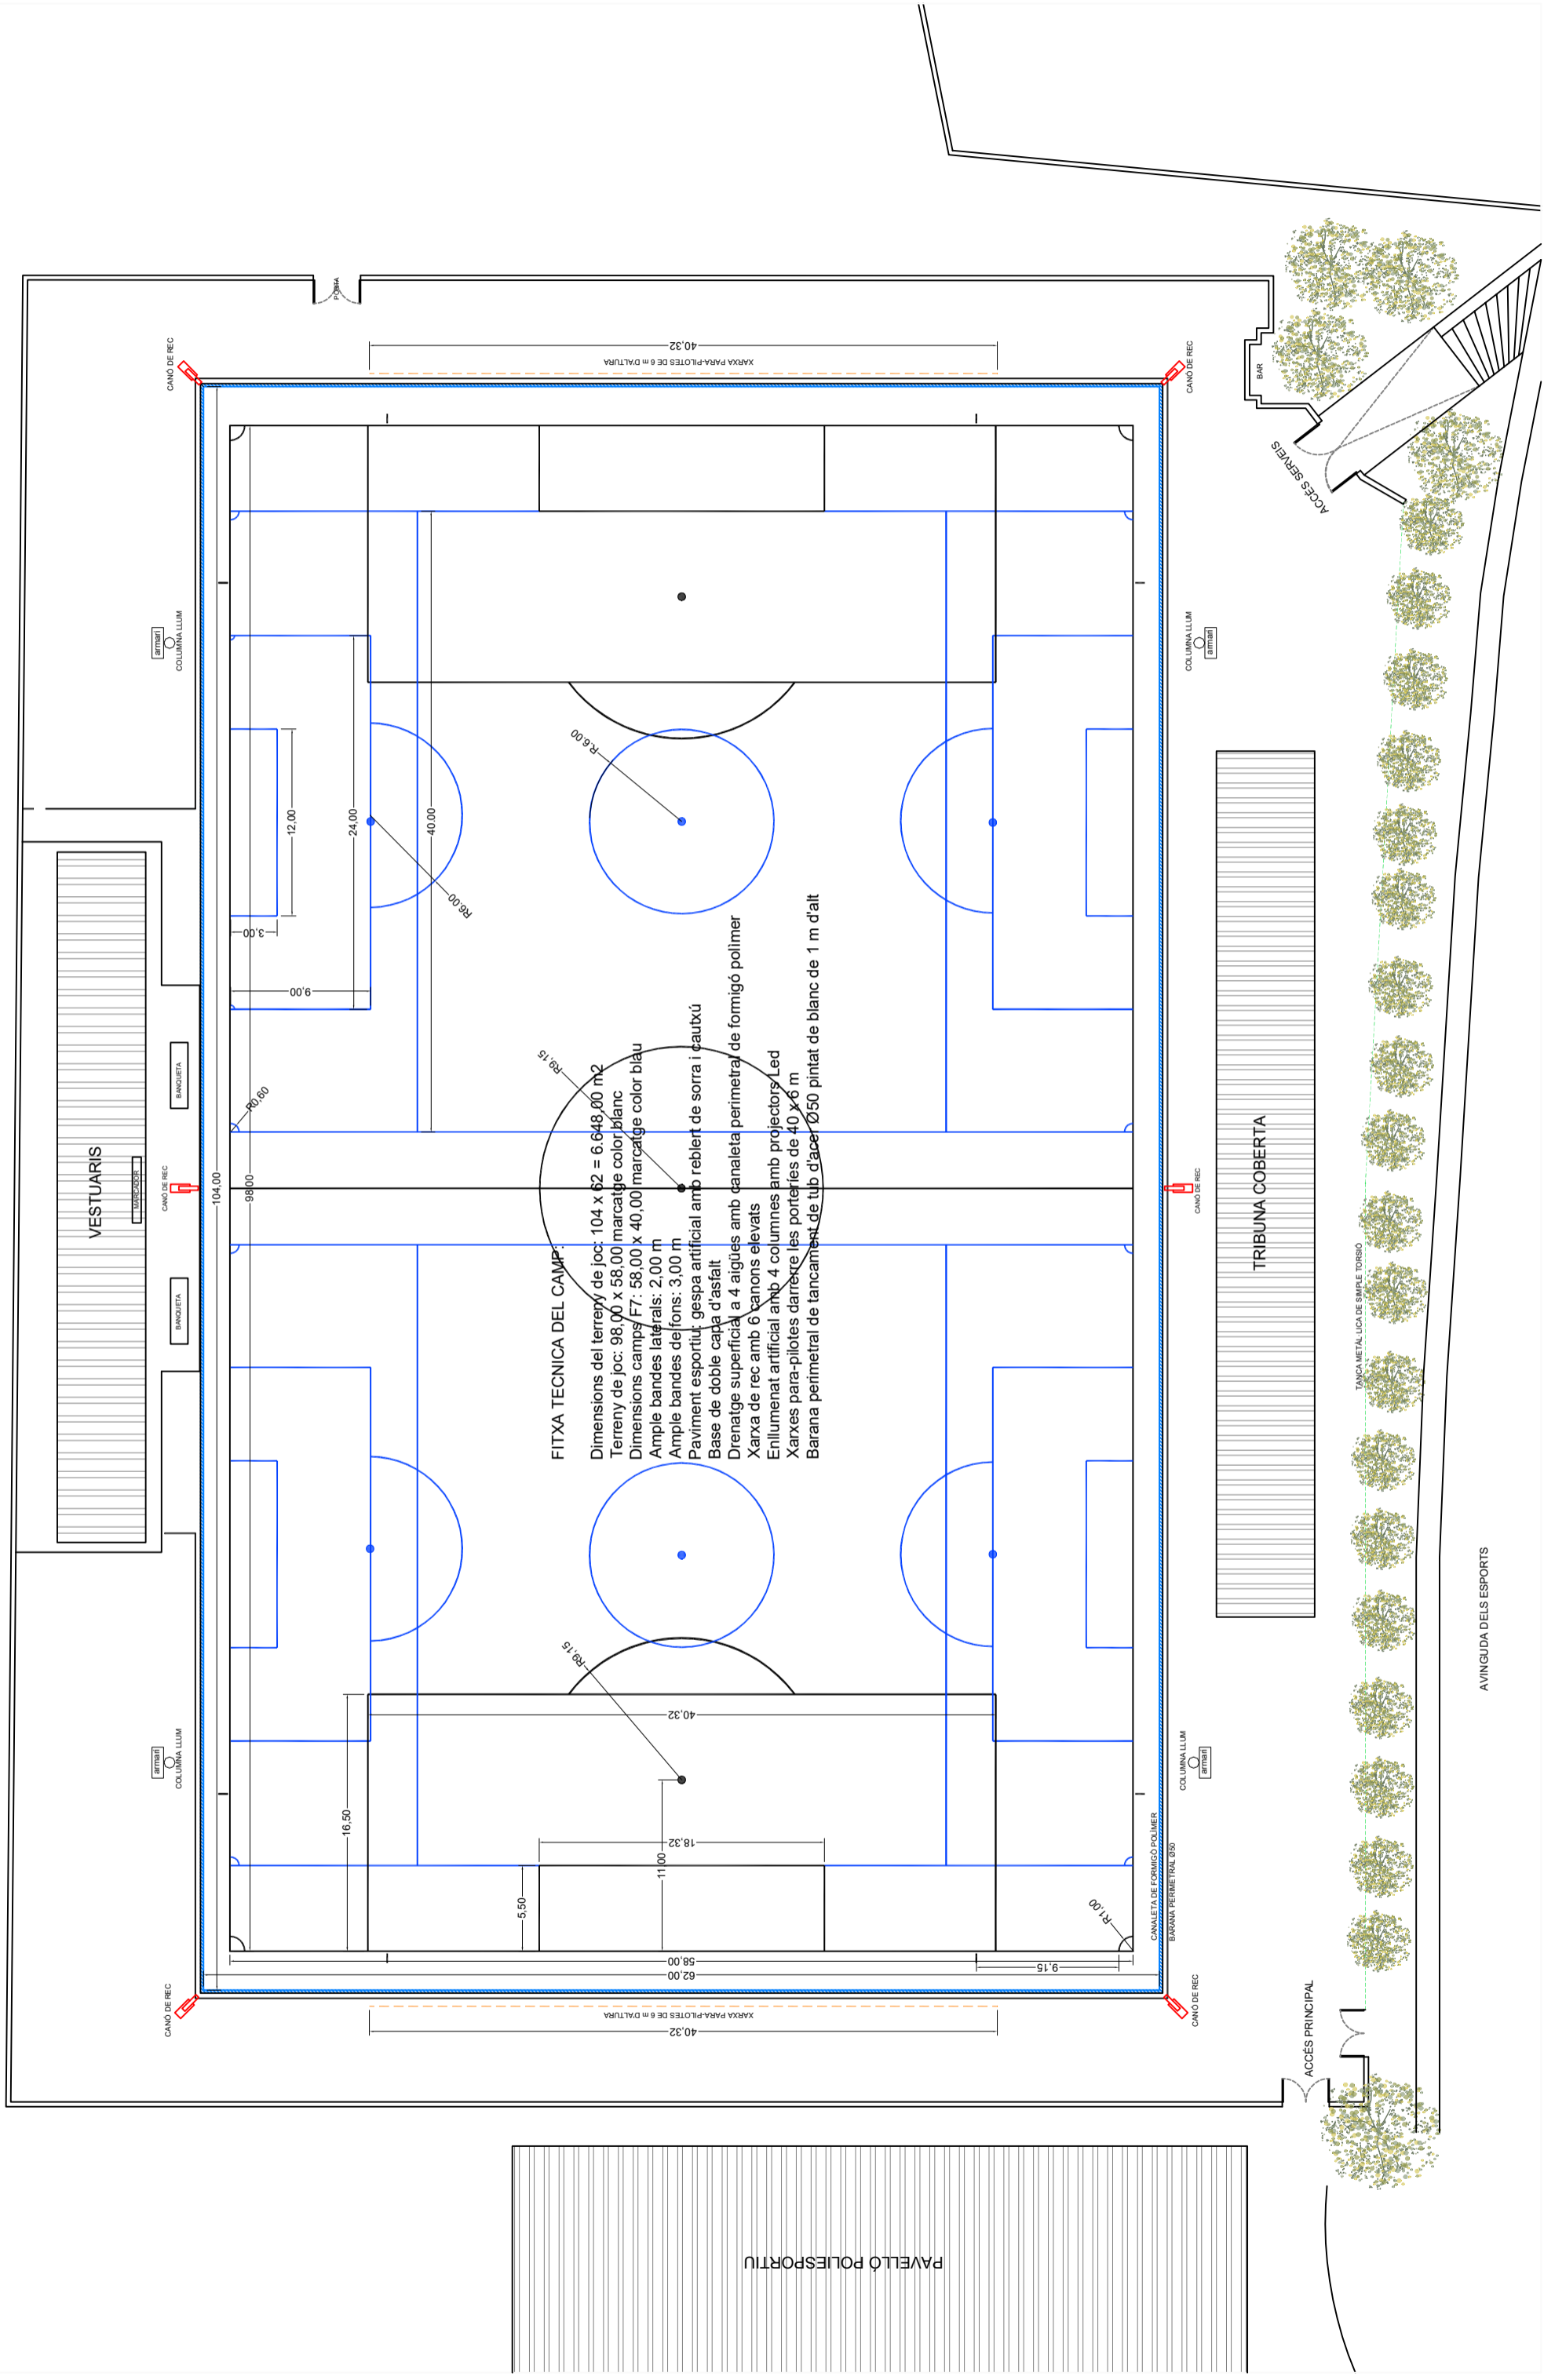 PORTA
CANÓ DE REC
40,32
XARXA PARA-PILOTES DE 6 m D'ALTURA
CANÓ DE REC
BAR
ACCÉS SERVEIS
armari
COLUMNA LLUM
COLUMNA LLUM
armari
12,00
24,00
40.00
R.6.00
3,00
R6.00
9,00
VESTUARIS
BANQUETA
MARCADOR
CANÓ DE REC
BANQUETA
R0,60
104,00
98,00
R9,15
FITXA TECNICA DEL CAMP:
Dimensions del terreny de joc: 104 x 62 = 6.648,00 m2
Terreny de joc: 98,00 x 58,00 marcatge color blanc
Dimensions camps F7: 58,00 x 40,00 marcatge color blau
Ample bandes laterals: 2,00 m
Ample bandes de fons: 3,00 m
Paviment esportiu: gespa artificial amb reblert de sorra i cautxú
Base de doble capa d'asfalt
Drenatge superficial a 4 aigües amb canaleta perimetral de formigó polímer
Xarxa de rec amb 6 canons elevats
Enllumenat artificial amb 4 columnes amb projectors Led
Xarxes para-pilotes darrerre les porteries de 40 x 6 m
Barana perimetral de tancament de tub d'acer Ø50 pintat de blanc de 1 m d'alt
CANÓ DE REC
TRIBUNA COBERTA
TANCA METÀL·LICA DE SIMPLE TORSIÓ
AVINGUDA DELS ESPORTS
armari
COLUMNA LLUM
COLUMNA LLUM
armari
R9,15
40,32
16,50
18,32
11.00
5,50
R1,00
CANALETA DE FORMIGÓ POLÍMER
BARANA PERIMETRAL Ø50
58,00
9,15
62,00
CANÓ DE REC
XARXA PARA-PILOTES DE 6 m D'ALTURA
40,32
CANÓ DE REC
ACCÉS PRINCIPAL
PAVELLÓ POLIESPORTIU